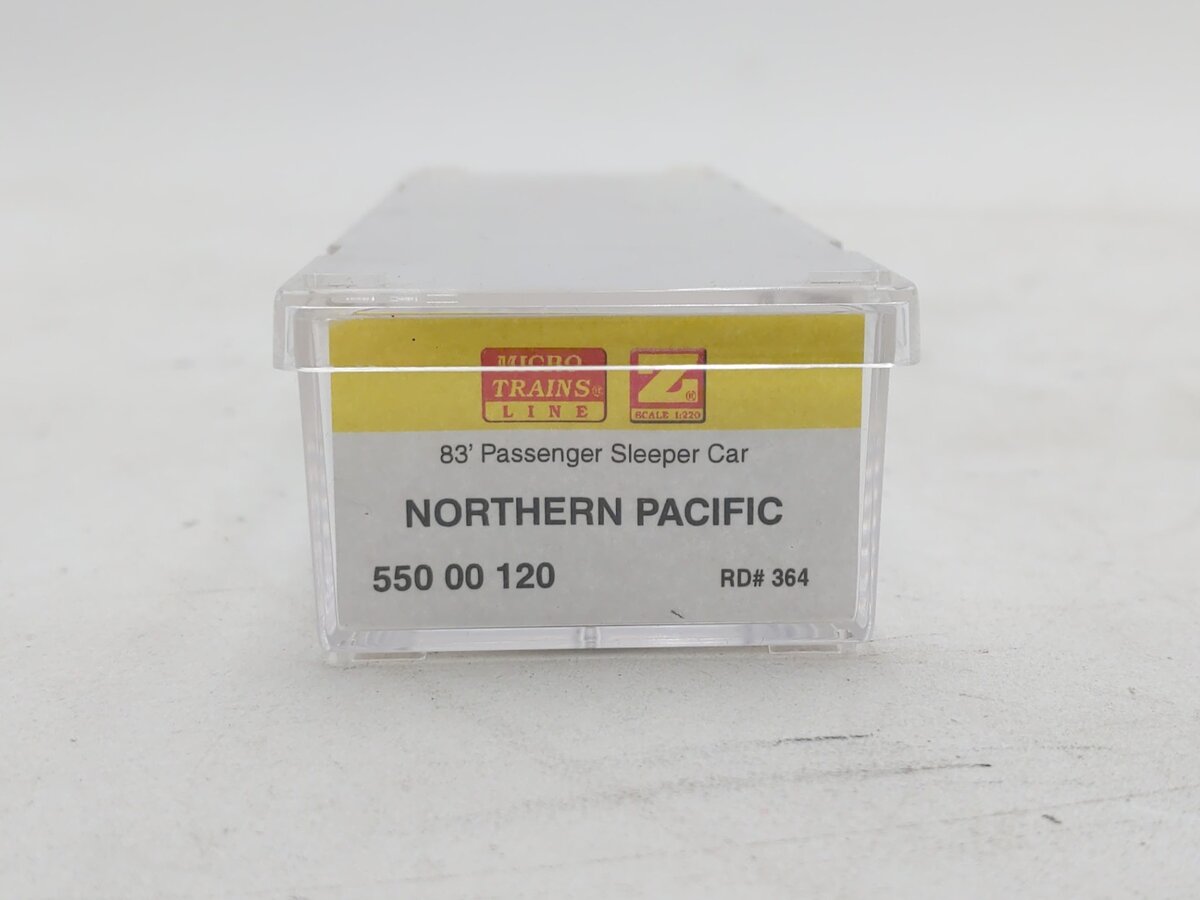 MICRO
TRAINS®
LINE
Z®
SCALE 1:220
83' Passenger Sleeper Car
NORTHERN PACIFIC
550 00 120
RD# 364